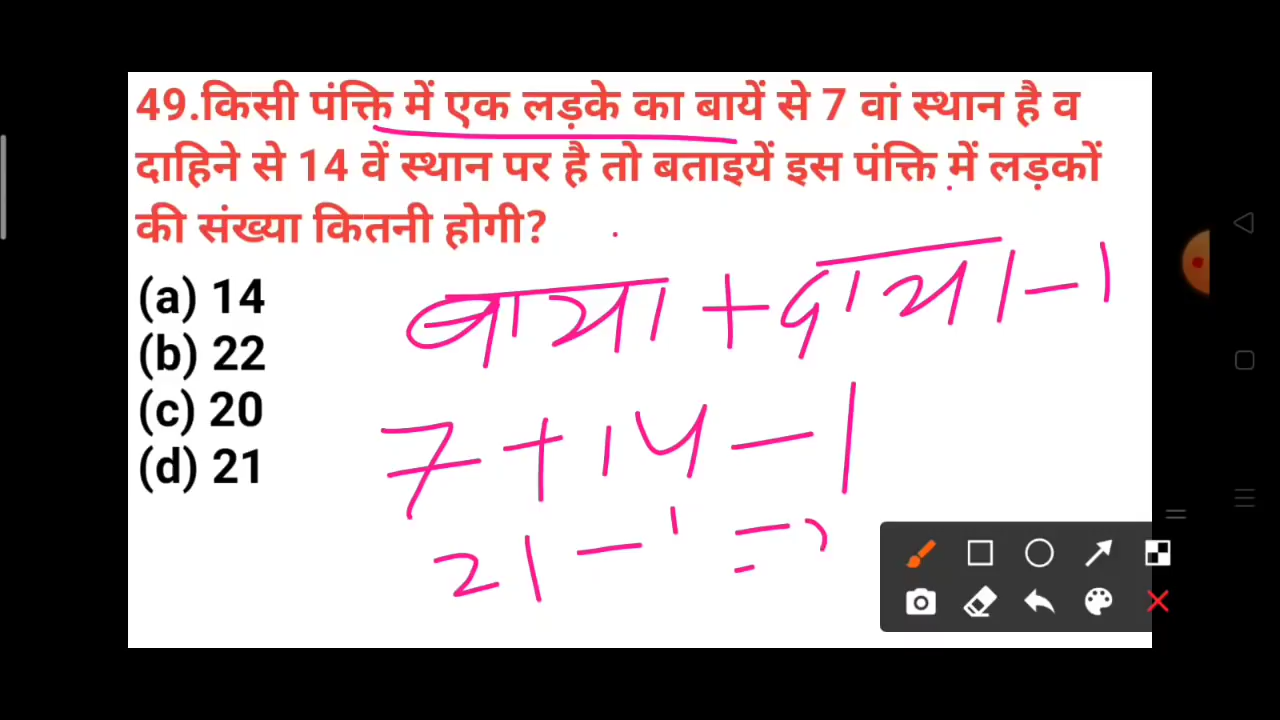 49.किसी पंक्ति में एक लड़के का बायें से 7 वां स्थान है व
दाहिने से 14 वें स्थान पर है तो बताइयें इस पंक्ति में लड़कों
की संख्या कितनी होगी?
(a) 14
(b) 22
(c) 20
(d) 21
बाया + दाया - 1
7 + 14 - 1
21 - 1 =